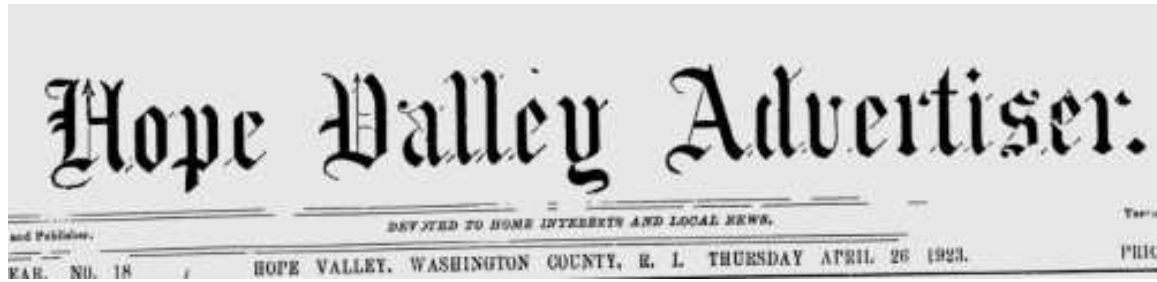 Hope Valley Advertiser.
DEVOTED TO HOME INTERESTS AND LOCAL NEWS.
and Publisher.
EAR. NO. 18 HOPE VALLEY, WASHINGTON COUNTY, R. I. THURSDAY APRIL 26 1923. PRIC